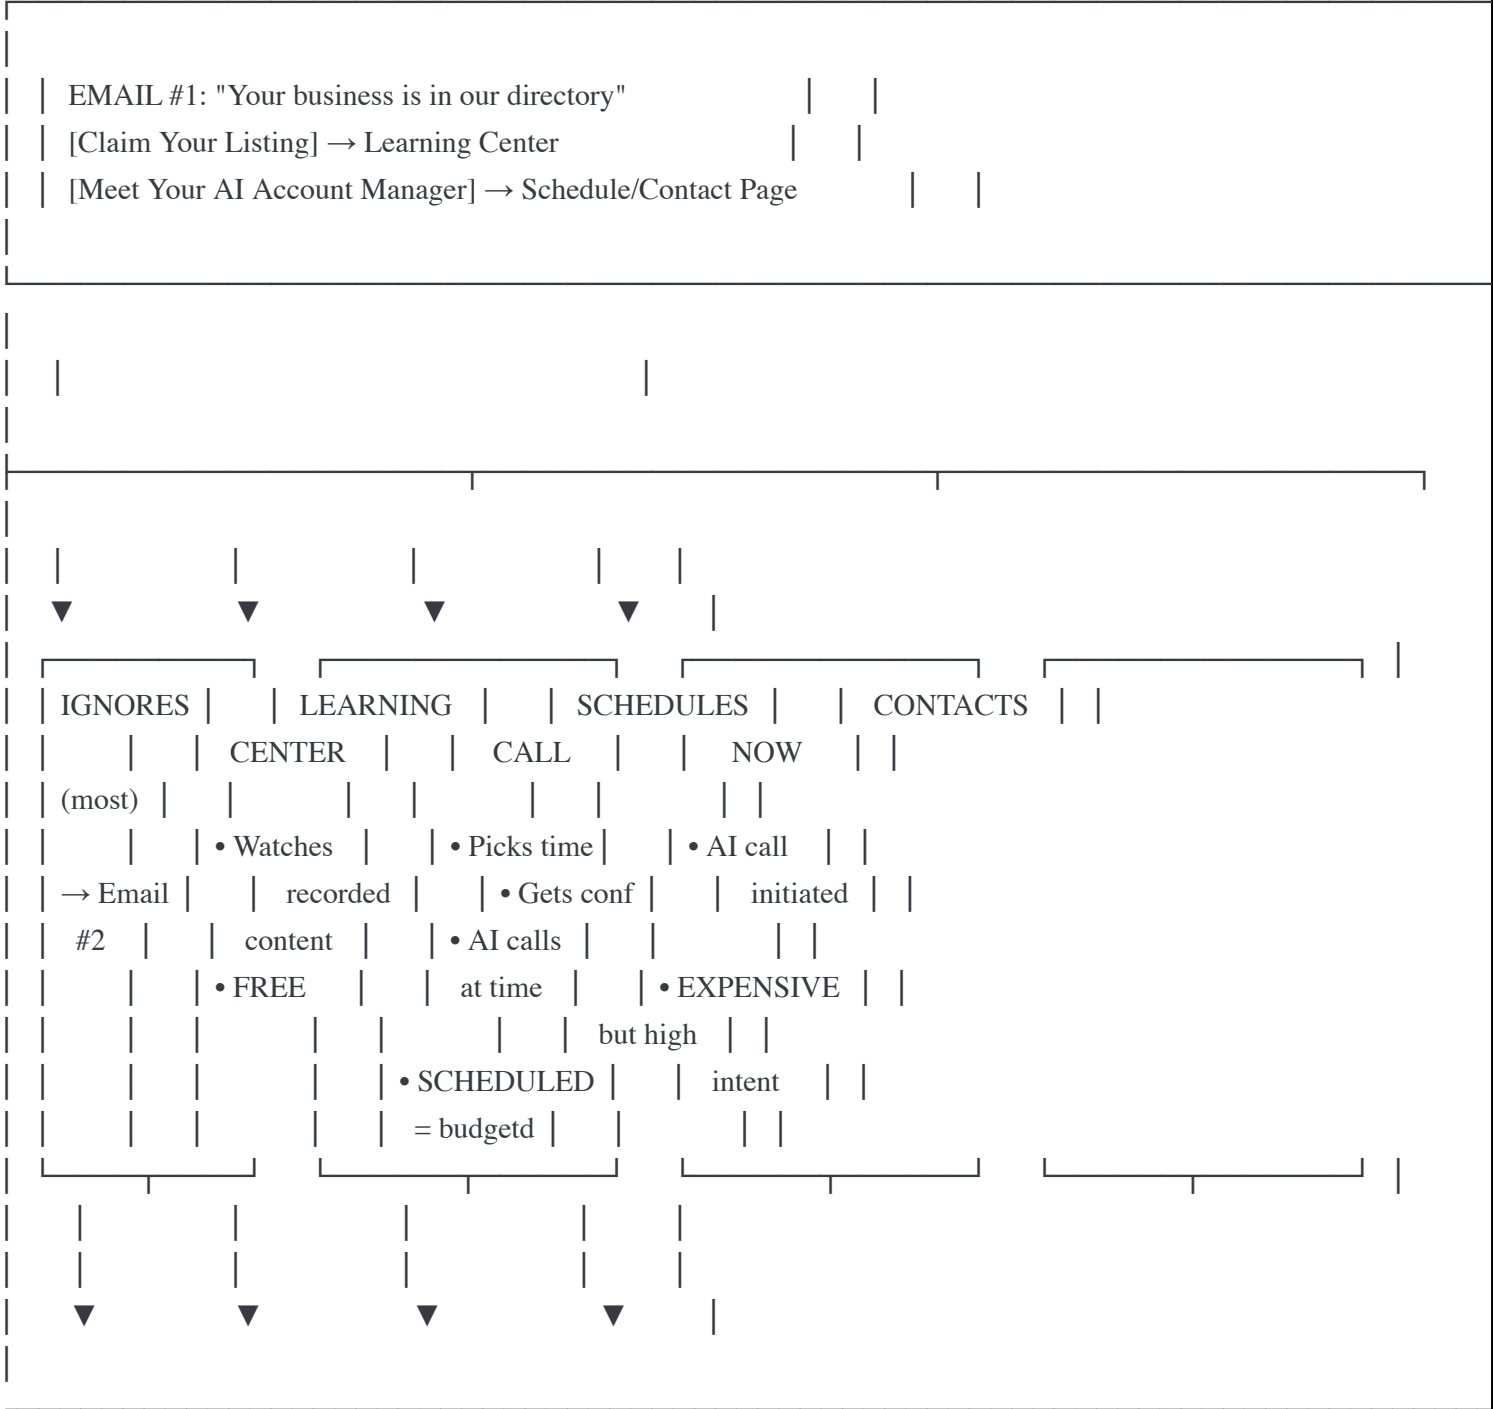 EMAIL #1: "Your business is in our directory"
[Claim Your Listing] → Learning Center
[Meet Your AI Account Manager] → Schedule/Contact Page
▼ ▼ ▼ ▼
IGNORES LEARNING SCHEDULES CONTACTS
CENTER CALL NOW
(most)
• Watches • Picks time • AI call
→ Email recorded • Gets conf initiated
#2 content • AI calls
• FREE at time • EXPENSIVE
but high
• SCHEDULED intent
= budgetd
▼ ▼ ▼ ▼